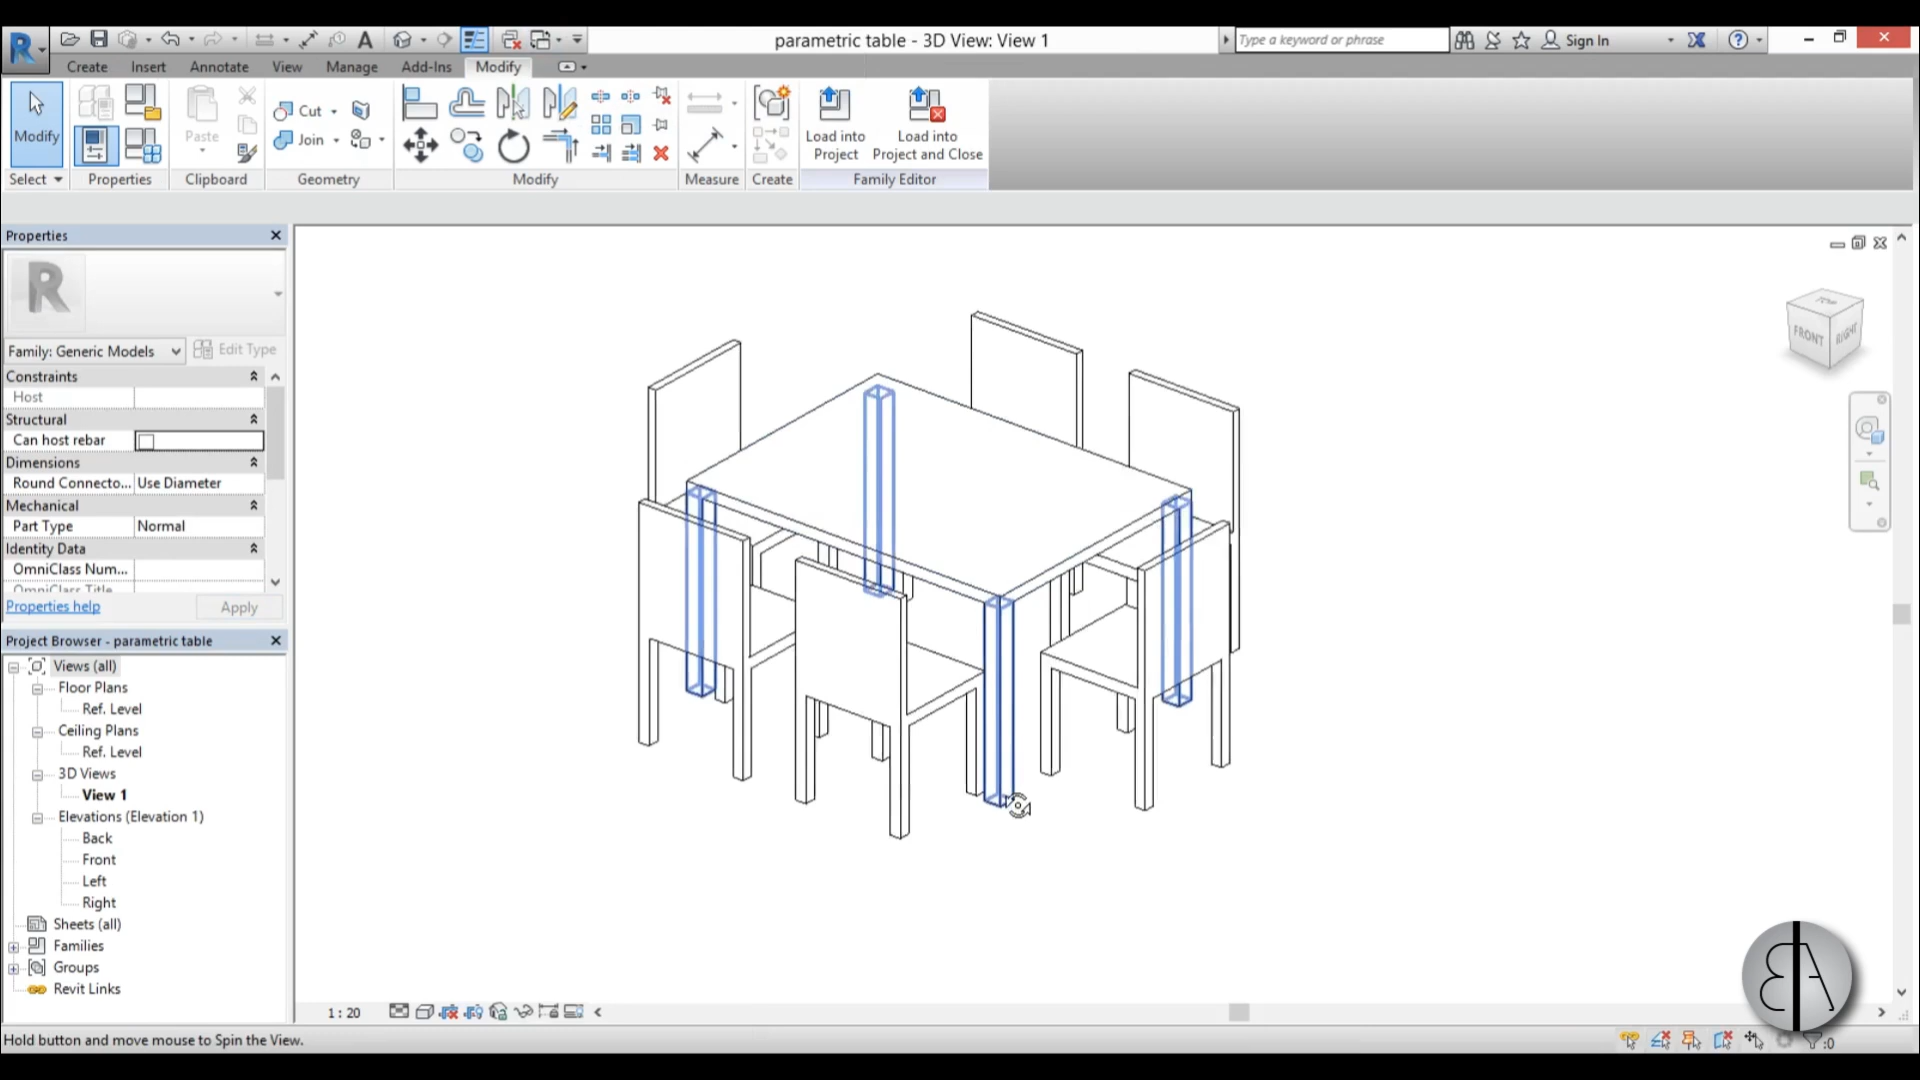 parametric table - 3D View: View 1
Type a keyword or phrase
Sign In
Create Insert Annotate View Manage Add-Ins Modify
Modify
Paste
Cut
Join
Load into Project
Load into Project and Close
Select Properties Clipboard Geometry Modify Measure Create Family Editor
Properties
R
Family: Generic Models
Edit Type
Constraints
Host
Structural
Can host rebar
Dimensions
Round Connecto... Use Diameter
Mechanical
Part Type Normal
Identity Data
OmniClass Num...
OmniClass Title
Properties help
Apply
Project Browser - parametric table
Views (all)
Floor Plans
Ref. Level
Ceiling Plans
Ref. Level
3D Views
View 1
Elevations (Elevation 1)
Back
Front
Left
Right
Sheets (all)
Families
Groups
Revit Links
TOP
FRONT
RIGHT
1 : 20
Hold button and move mouse to Spin the View.
:0